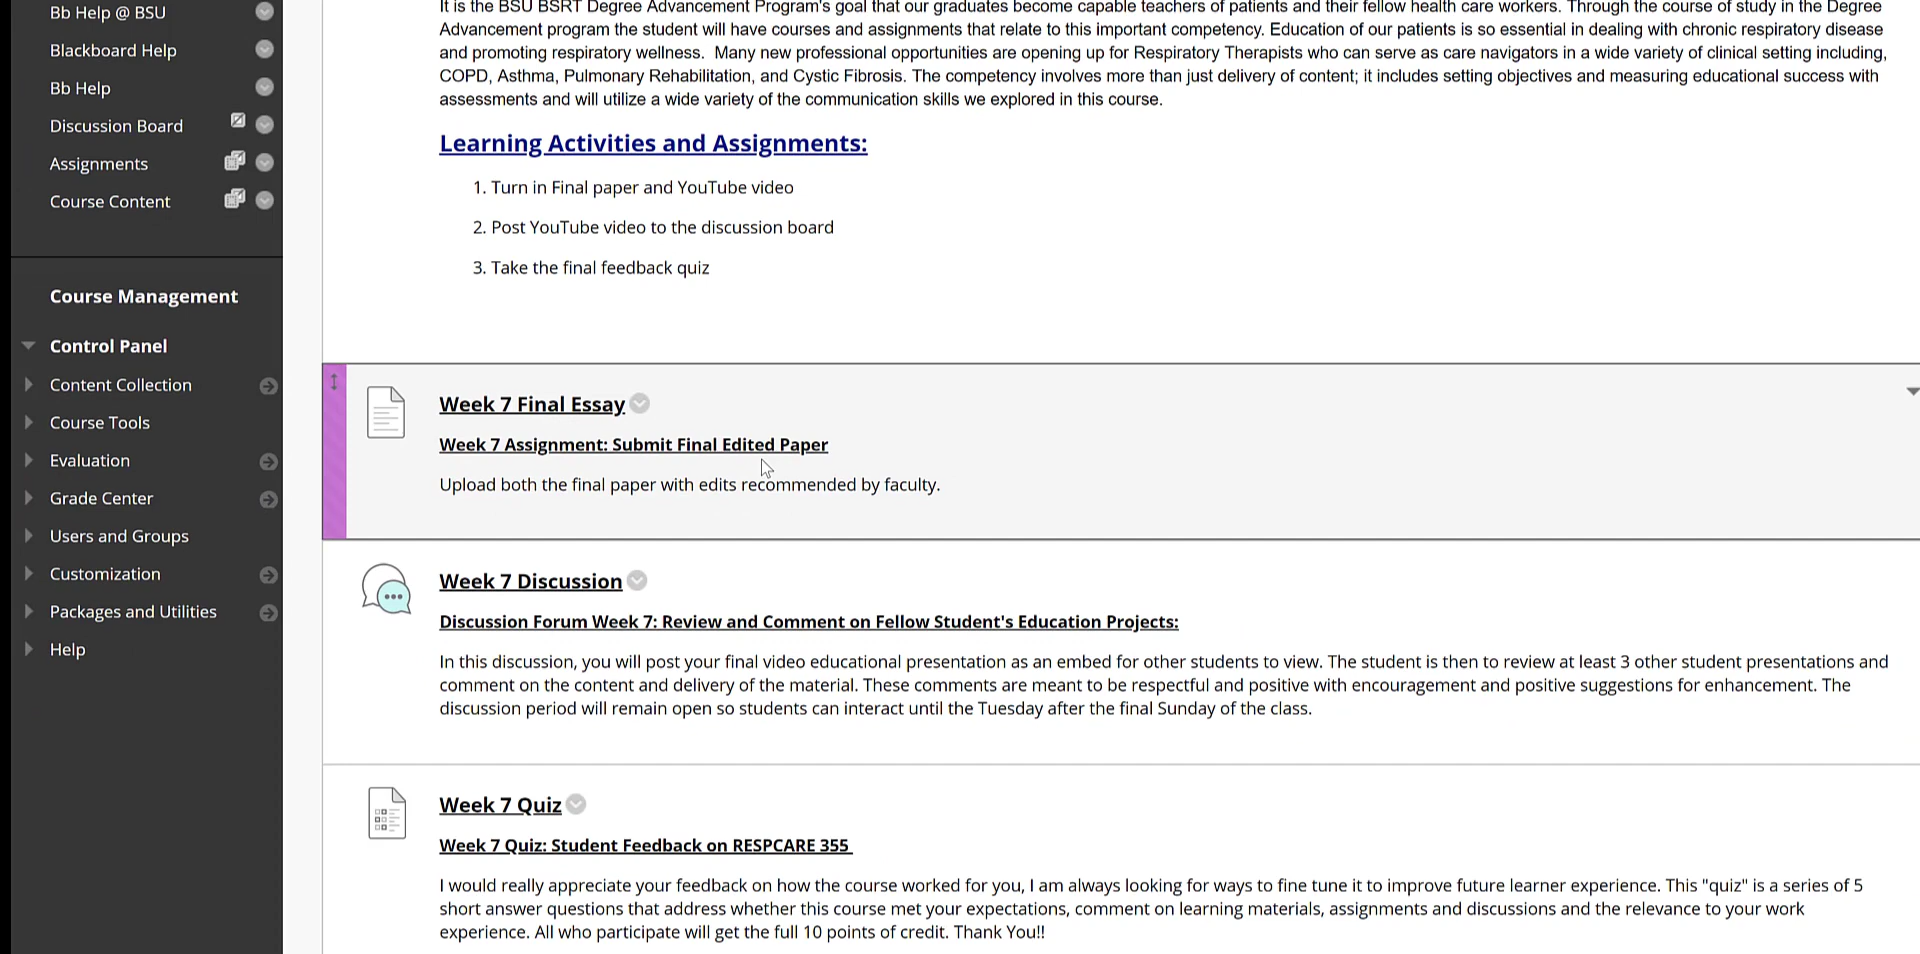 Bb Help @ BSU
Blackboard Help
Bb Help
Discussion Board
Assignments
Course Content
Course Management
Control Panel
Content Collection
Course Tools
Evaluation
Grade Center
Users and Groups
Customization
Packages and Utilities
Help
It is the BSU BSRT Degree Advancement Program's goal that our graduates become capable teachers of patients and their fellow health care workers. Through the course of study in the Degree
Advancement program the student will have courses and assignments that relate to this important competency. Education of our patients is so essential in dealing with chronic respiratory disease
and promoting respiratory wellness.  Many new professional opportunities are opening up for Respiratory Therapists who can serve as care navigators in a wide variety of clinical setting including,
COPD, Asthma, Pulmonary Rehabilitation, and Cystic Fibrosis. The competency involves more than just delivery of content; it includes setting objectives and measuring educational success with
assessments and will utilize a wide variety of the communication skills we explored in this course.
Learning Activities and Assignments:
1. Turn in Final paper and YouTube video
2. Post YouTube video to the discussion board
3. Take the final feedback quiz
Week 7 Final Essay
Week 7 Assignment: Submit Final Edited Paper
Upload both the final paper with edits recommended by faculty.
Week 7 Discussion
Discussion Forum Week 7: Review and Comment on Fellow Student's Education Projects:
In this discussion, you will post your final video educational presentation as an embed for other students to view. The student is then to review at least 3 other student presentations and
comment on the content and delivery of the material. These comments are meant to be respectful and positive with encouragement and positive suggestions for enhancement. The
discussion period will remain open so students can interact until the Tuesday after the final Sunday of the class.
Week 7 Quiz
Week 7 Quiz: Student Feedback on RESPCARE 355
I would really appreciate your feedback on how the course worked for you, I am always looking for ways to fine tune it to improve future learner experience. This "quiz" is a series of 5
short answer questions that address whether this course met your expectations, comment on learning materials, assignments and discussions and the relevance to your work
experience. All who participate will get the full 10 points of credit. Thank You!!